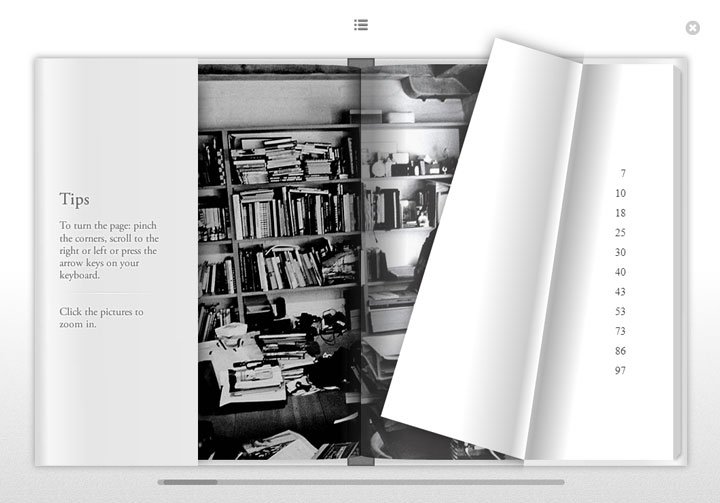 Tips
To turn the page: pinch
the corners, scroll to the
right or left or press the
arrow keys on your
keyboard.
Click the pictures to
zoom in.
7
10
18
25
30
40
43
53
73
86
97